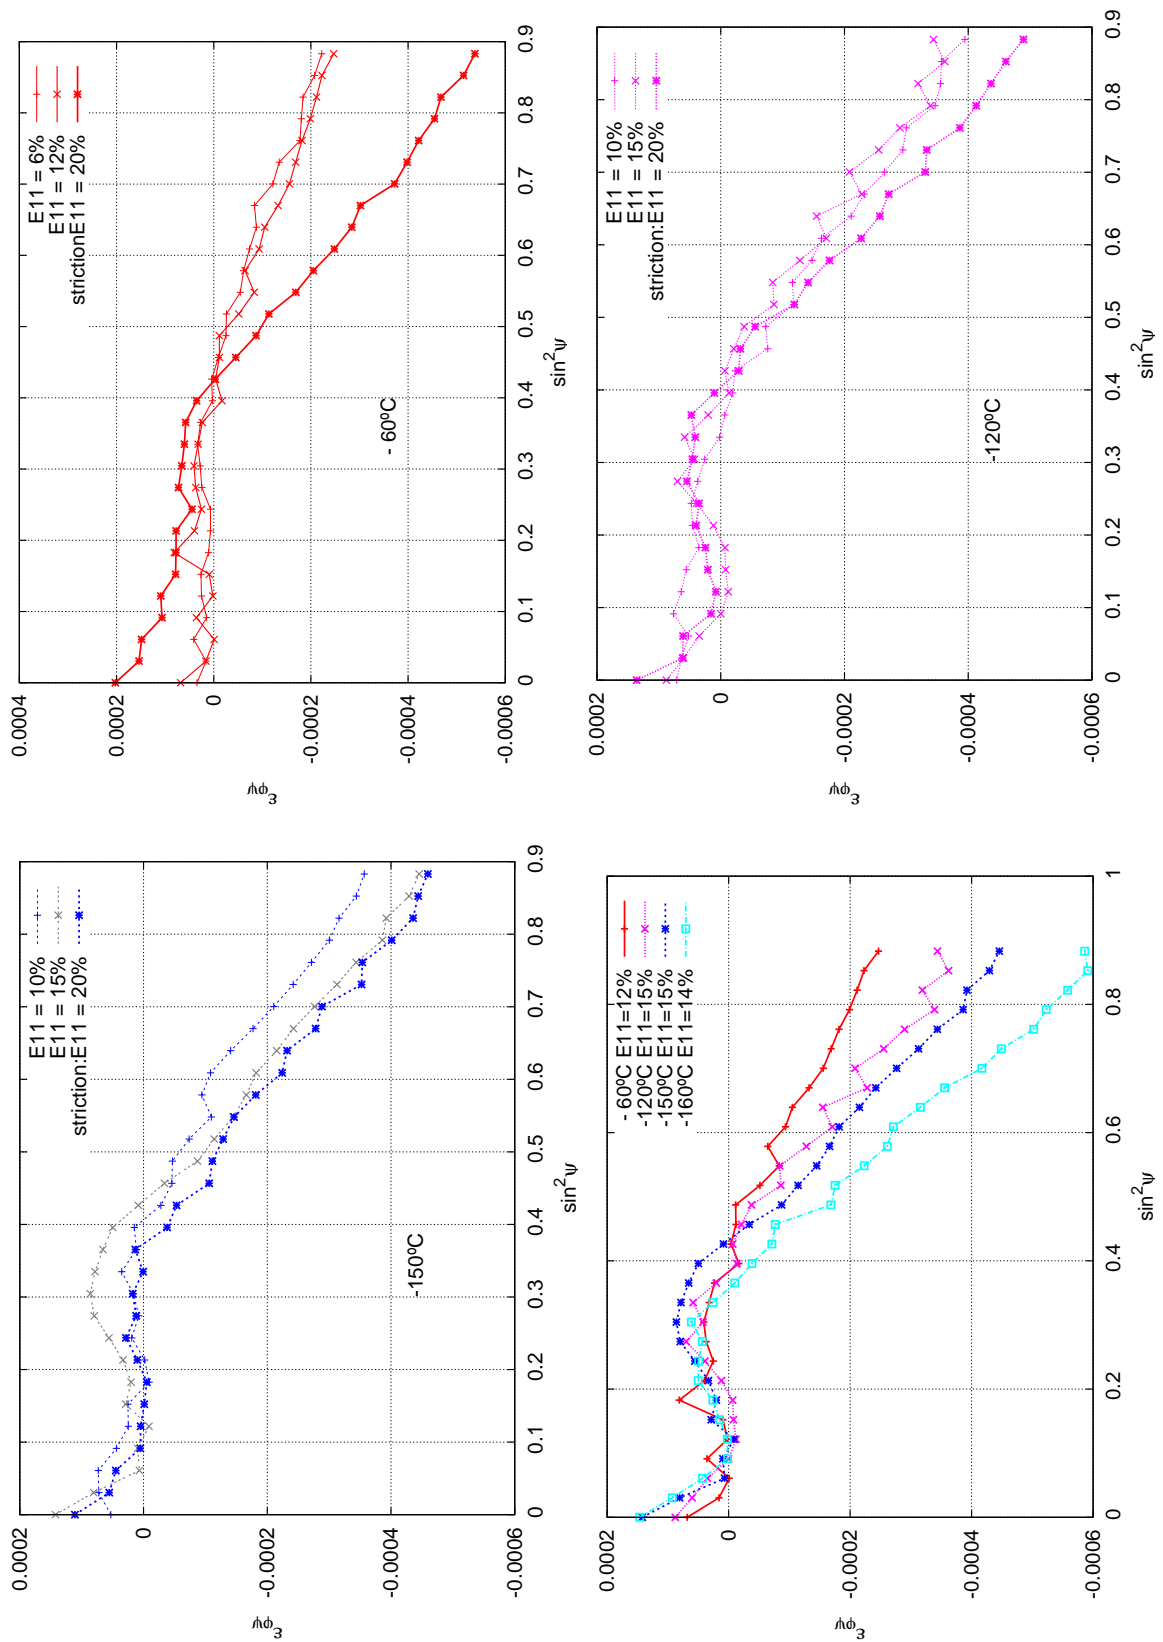 0.0002
0
-0.0002
-0.0004
-0.0006
ε_φψ
E11 = 10%
E11 = 15%
striction:E11 = 20%
-150ºC
0 0.1 0.2 0.3 0.4 0.5 0.6 0.7 0.8 0.9
sin²ψ
0.0004
0.0002
0
-0.0002
-0.0004
-0.0006
ε_φψ
E11 = 6%
E11 = 12%
strictionE11 = 20%
- 60ºC
0 0.1 0.2 0.3 0.4 0.5 0.6 0.7 0.8 0.9
sin²ψ
0.0002
0
-0.0002
-0.0004
-0.0006
ε_φψ
- 60ºC E11=12%
-120ºC E11=15%
-150ºC E11=15%
-160ºC E11=14%
0 0.2 0.4 0.6 0.8 1
sin²ψ
0.0002
0
-0.0002
-0.0004
-0.0006
ε_φψ
E11 = 10%
E11 = 15%
striction:E11 = 20%
-120ºC
0 0.1 0.2 0.3 0.4 0.5 0.6 0.7 0.8 0.9
sin²ψ